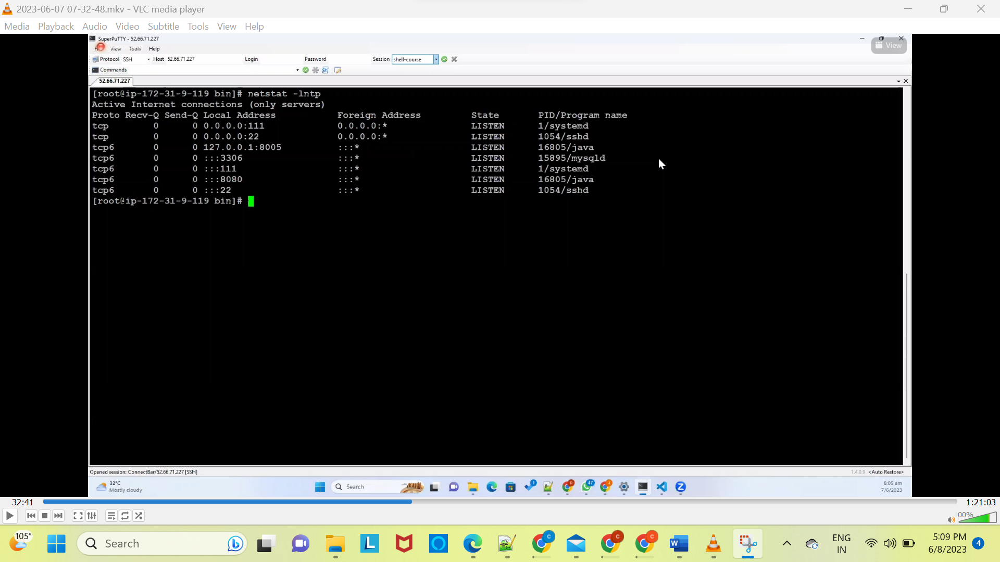 2023-06-07 07-32-48.mkv - VLC media player
Media Playback Audio Video Subtitle Tools View Help
SuperPuTTY - 52.66.71.227
View Tools Help
View
Protocol SSH Host 52.66.71.227 Login Password Session shell-course
Commands
52.66.71.227
[root@ip-172-31-9-119 bin]# netstat -lntp
Active Internet connections (only servers)
Proto Recv-Q Send-Q Local Address Foreign Address State PID/Program name
tcp 0 0 0.0.0.0:111 0.0.0.0:* LISTEN 1/systemd
tcp 0 0 0.0.0.0:22 0.0.0.0:* LISTEN 1054/sshd
tcp6 0 0 127.0.0.1:8005 :::* LISTEN 16805/java
tcp6 0 0 :::3306 :::* LISTEN 15895/mysqld
tcp6 0 0 :::111 :::* LISTEN 1/systemd
tcp6 0 0 :::8080 :::* LISTEN 16805/java
tcp6 0 0 :::22 :::* LISTEN 1054/sshd
[root@ip-172-31-9-119 bin]#
Opened session: ConnectBar/52.66.71.227 [SSH] 1.4.0.9 <Auto Restore>
32°C
Mostly cloudy
Search
1
D
47
J
Z
8:05 am
7/6/2023
32:41 1:21:03
100%
105°
Search
L
C
C
C
W
ENG
IN
5:09 PM
6/8/2023
4